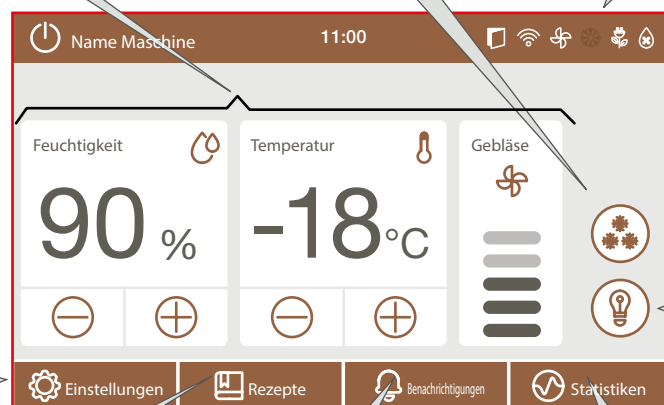 Name Maschine 11:00
Feuchtigkeit Temperatur Gebläse
90 % -18°C
Einstellungen Rezepte Benachrichtigungen Statistiken